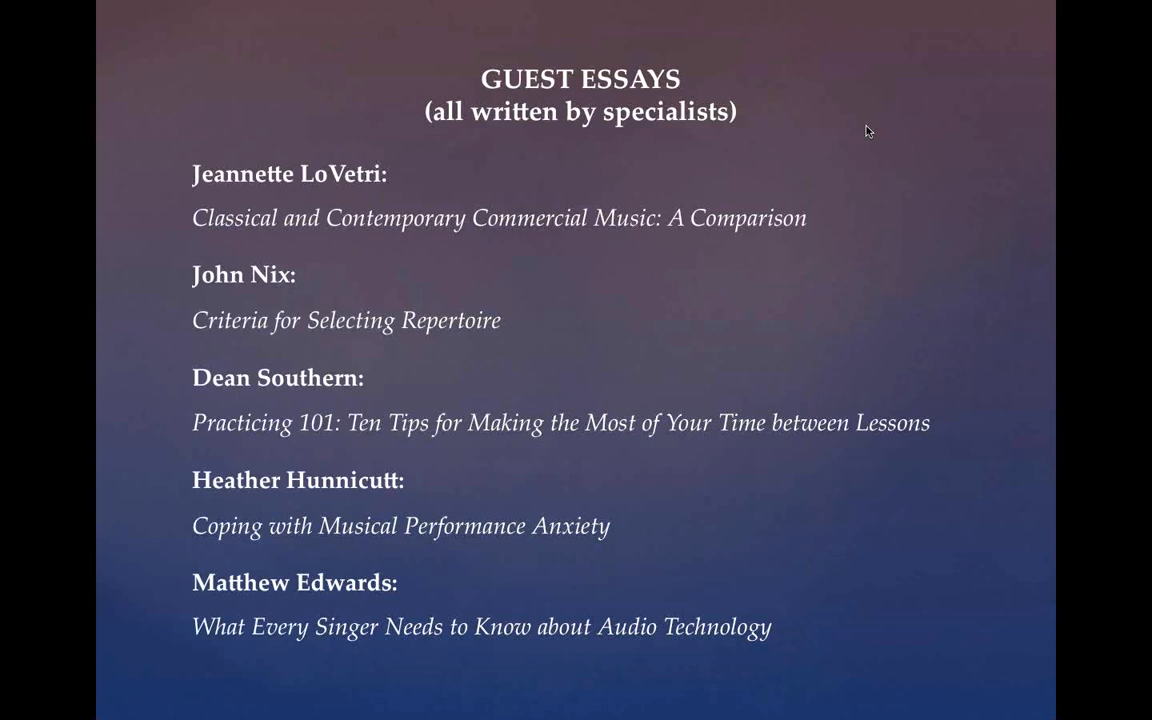 GUEST ESSAYS
(all written by specialists)
Jeannette LoVetri:
Classical and Contemporary Commercial Music: A Comparison
John Nix:
Criteria for Selecting Repertoire
Dean Southern:
Practicing 101: Ten Tips for Making the Most of Your Time between Lessons
Heather Hunnicutt:
Coping with Musical Performance Anxiety
Matthew Edwards:
What Every Singer Needs to Know about Audio Technology